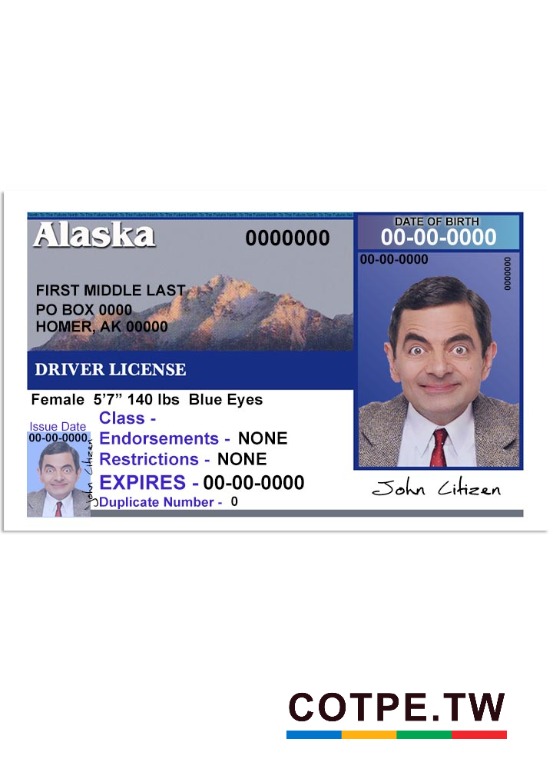 Alaska
0000000
DATE OF BIRTH
00-00-0000
00-00-0000
0000000
FIRST MIDDLE LAST
PO BOX 0000
HOMER, AK 00000
DRIVER LICENSE
Female 5'7” 140 lbs Blue Eyes
Issue Date
00-00-0000
John Citizen
Class -
Endorsements - NONE
Restrictions - NONE
EXPIRES - 00-00-0000
Duplicate Number - 0
John Citizen
COTPE.TW